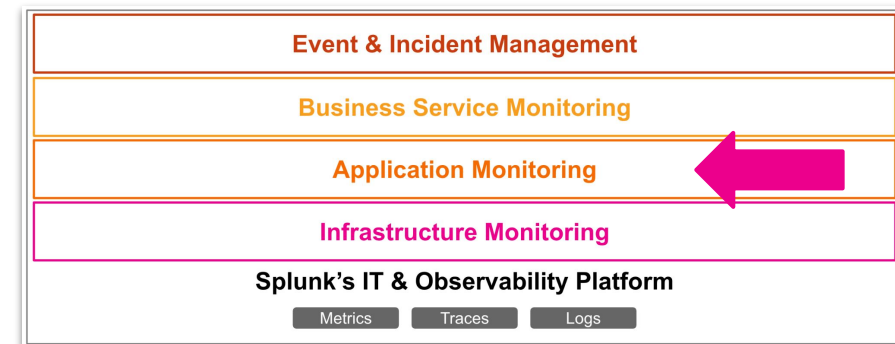 Event & Incident Management
Business Service Monitoring
Application Monitoring
Infrastructure Monitoring
Splunk's IT & Observability Platform
Metrics Traces Logs